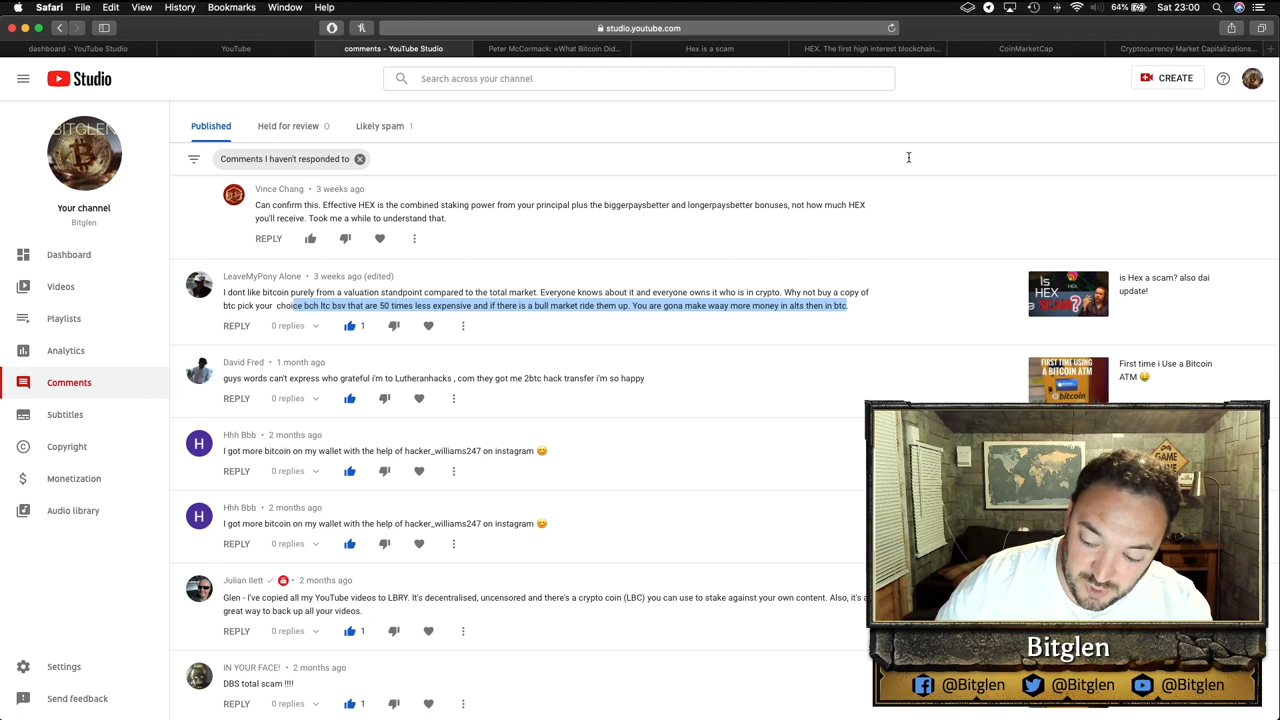 Safari File Edit View History Bookmarks Window Help
64% Sat 23:00
studio.youtube.com
dashboard - YouTube Studio YouTube comments - YouTube Studio Peter McCormack: «What Bitcoin Did... Hex is a scam HEX. The first high interest blockchain... CoinMarketCap Cryptocurrency Market Capitalizations...
Studio
Search across your channel
CREATE
BITGLEN
Your channel
Bitglen
Dashboard
Videos
Playlists
Analytics
Comments
Subtitles
Copyright
Monetization
Audio library
Settings
Send feedback
Published Held for review 0 Likely spam 1
Comments I haven't responded to
Vince Chang • 3 weeks ago
Can confirm this. Effective HEX is the combined staking power from your principal plus the biggerpaysbetter and longerpaysbetter bonuses, not how much HEX
you'll receive. Took me a while to understand that.
REPLY
LeaveMyPony Alone • 3 weeks ago (edited)
I dont like bitcoin purely from a valuation standpoint compared to the total market. Everyone knows about it and everyone owns it who is in crypto. Why not buy a copy of
btc pick your choice bch ltc bsv that are 50 times less expensive and if there is a bull market ride them up. You are gona make waay more money in alts then in btc.
REPLY 0 replies 1
IS HEX A SCAM?
is Hex a scam? also dai
update!
David Fred • 1 month ago
guys words can't express who grateful i'm to Lutheranhacks , com they got me 2btc hack transfer i'm so happy
REPLY 0 replies
FIRST TIME USING
A BITCOIN ATM
bitcoin
First time i Use a Bitcoin
ATM 🤑
Hhh Bbb • 2 months ago
I got more bitcoin on my wallet with the help of hacker_williams247 on instagram 😊
REPLY 0 replies
Hhh Bbb • 2 months ago
I got more bitcoin on my wallet with the help of hacker_williams247 on instagram 😊
REPLY 0 replies
Julian Ilett • 2 months ago
Glen - I've copied all my YouTube videos to LBRY. It's decentralised, uncensored and there's a crypto coin (LBC) you can use to stake against your own content. Also, it's a
great way to back up all your videos.
REPLY 0 replies 1
IN YOUR FACE! • 2 months ago
DBS total scam !!!!
REPLY 0 replies 1
GAME
Bitglen
@Bitglen @Bitglen @Bitglen